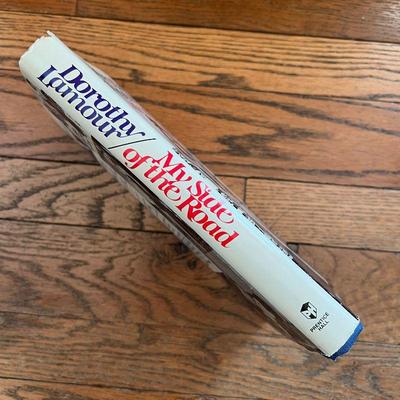 Dorothy
Lamour/
My Side
of the Road
PRENTICE
HALL